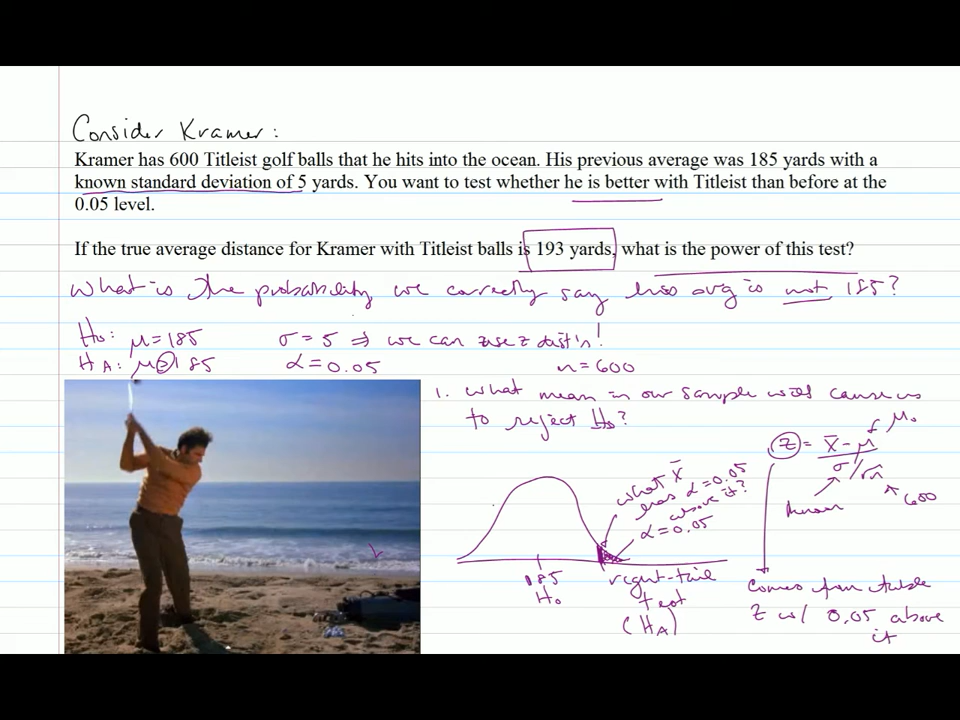 Consider Kramer:
Kramer has 600 Titleist golf balls that he hits into the ocean. His previous average was 185 yards with a
known standard deviation of 5 yards. You want to test whether he is better with Titleist than before at the
0.05 level.
If the true average distance for Kramer with Titleist balls is 193 yards, what is the power of this test?
What is the probability we correctly say his avg is not 185?
H₀: μ = 185 σ = 5 ⇒ we can use z dist'n!
H A: μ > 185 α = 0.05 n = 600
1. What mean in our sample will cause us
to reject H₀?
z = x̄ - μ ← μ₀
σ/√n
known 600
what x̄
has α = 0.05
above it?
α = 0.05
185
H₀
right-tail
test
(H A)
comes from table
z w/ 0.05 above
it